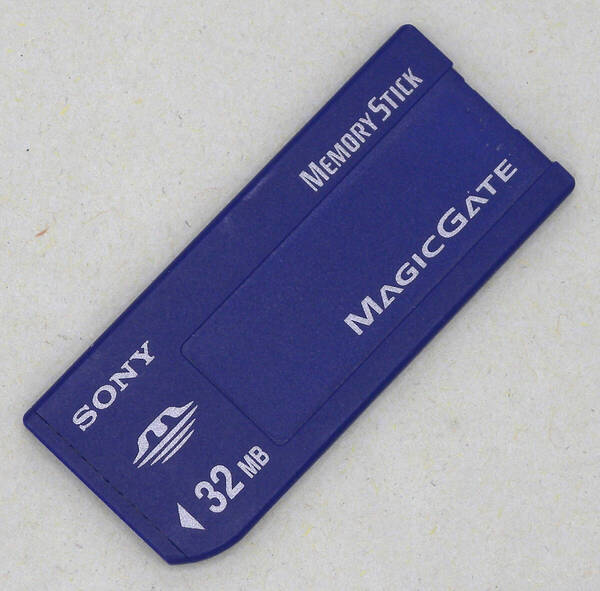 MEMORY STICK
MAGICGATE
SONY
32 MB